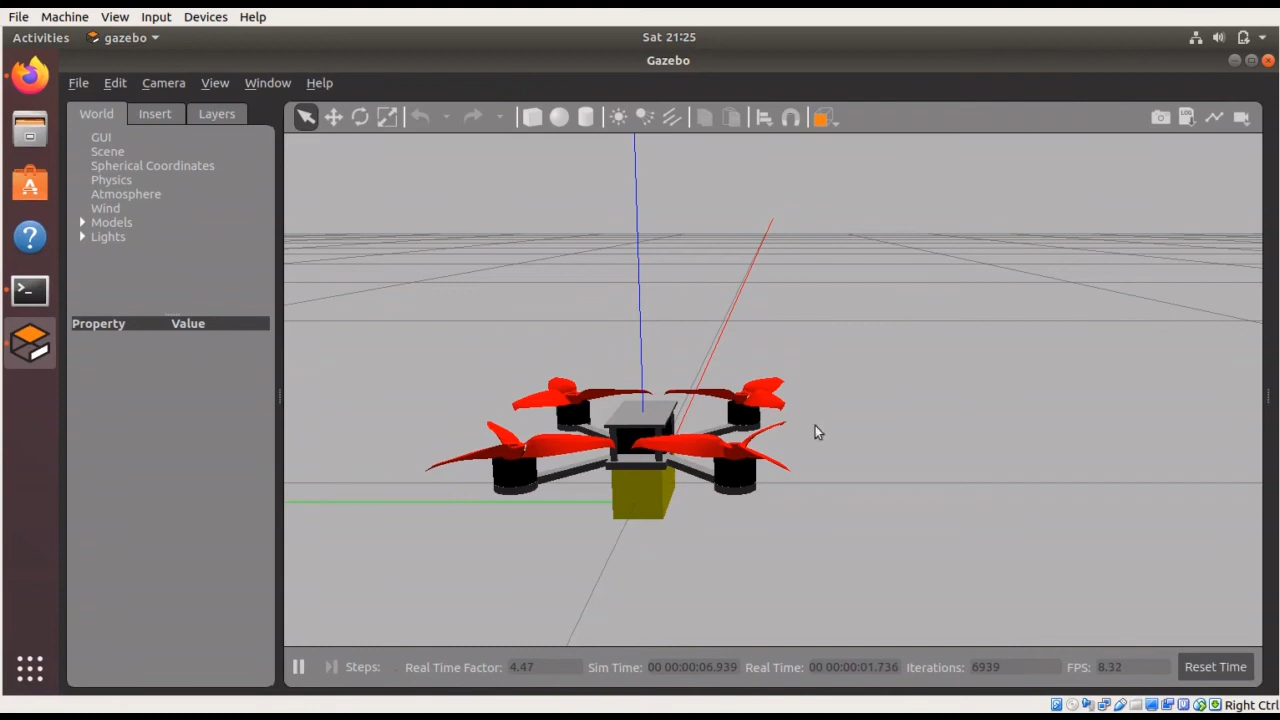 File Machine View Input Devices Help
Activities gazebo Sat 21:25
Gazebo
File Edit Camera View Window Help
World Insert Layers
GUI
Scene
Spherical Coordinates
Physics
Atmosphere
Wind
Models
Lights
Property Value
LOG
Steps: Real Time Factor: 4.47 Sim Time: 00 00:00:06.939 Real Time: 00 00:00:01.736 Iterations: 6939 FPS: 8.32 Reset Time
Right Ctrl